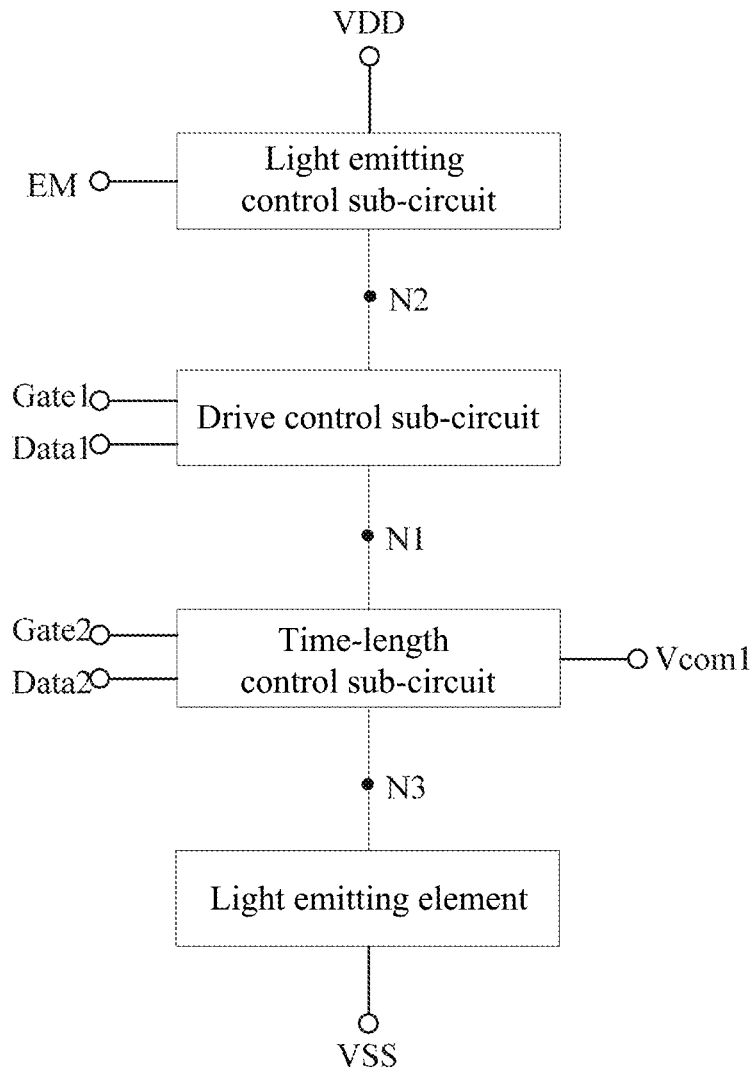 VDD
Light emitting
control sub-circuit
EM
N2
Gate1
Drive control sub-circuit
Data1
N1
Gate2
Time-length
control sub-circuit
Vcom1
Data2
N3
Light emitting element
VSS